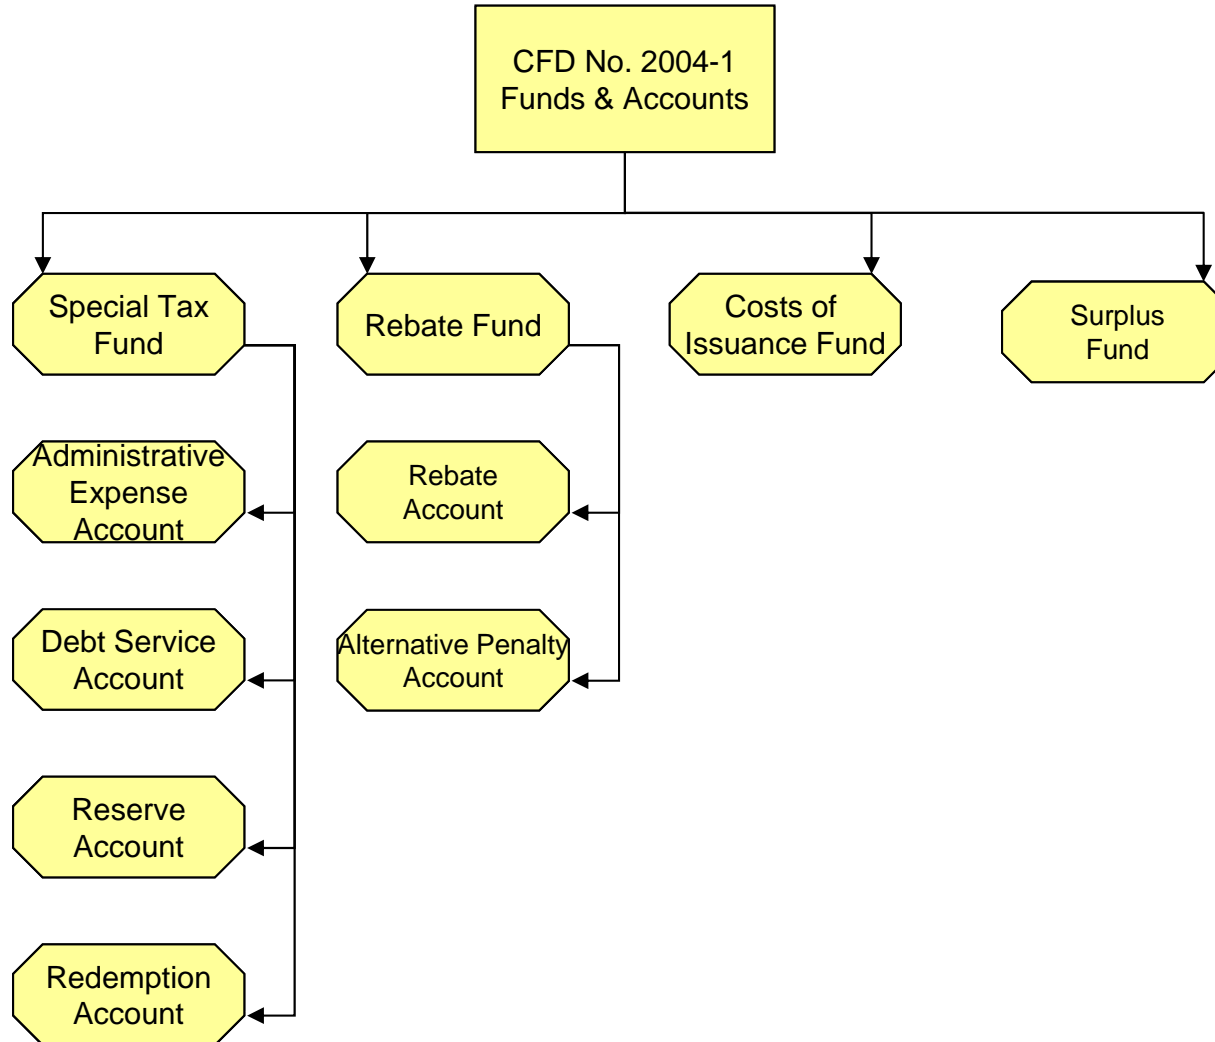 CFD No. 2004-1
Funds & Accounts
Special Tax
Fund
Rebate Fund
Costs of
Issuance Fund
Surplus
Fund
Administrative
Expense
Account
Rebate
Account
Debt Service
Account
Alternative Penalty
Account
Reserve
Account
Redemption
Account